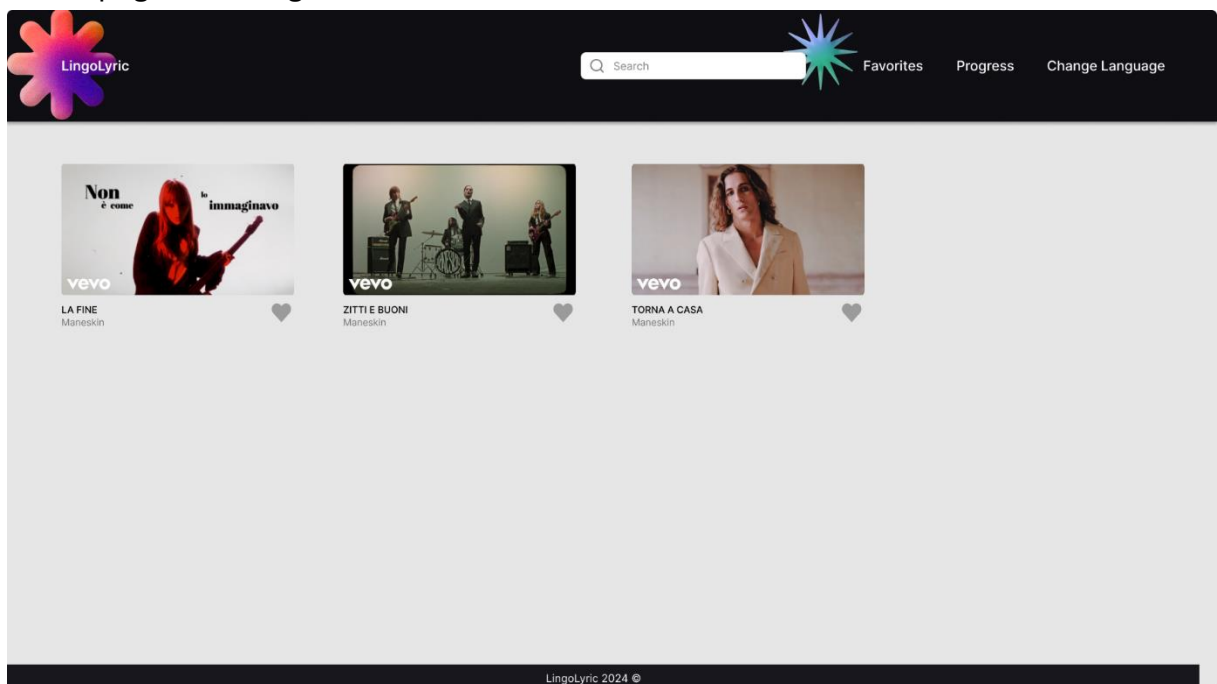 LingoLyric
Search
Favorites
Progress
Change Language
Non
è come
lo
immaginavo
vevo
vevo
vevo
LA FINE
Maneskin
ZITTI E BUONI
Maneskin
TORNA A CASA
Maneskin
LingoLyric 2024 ©